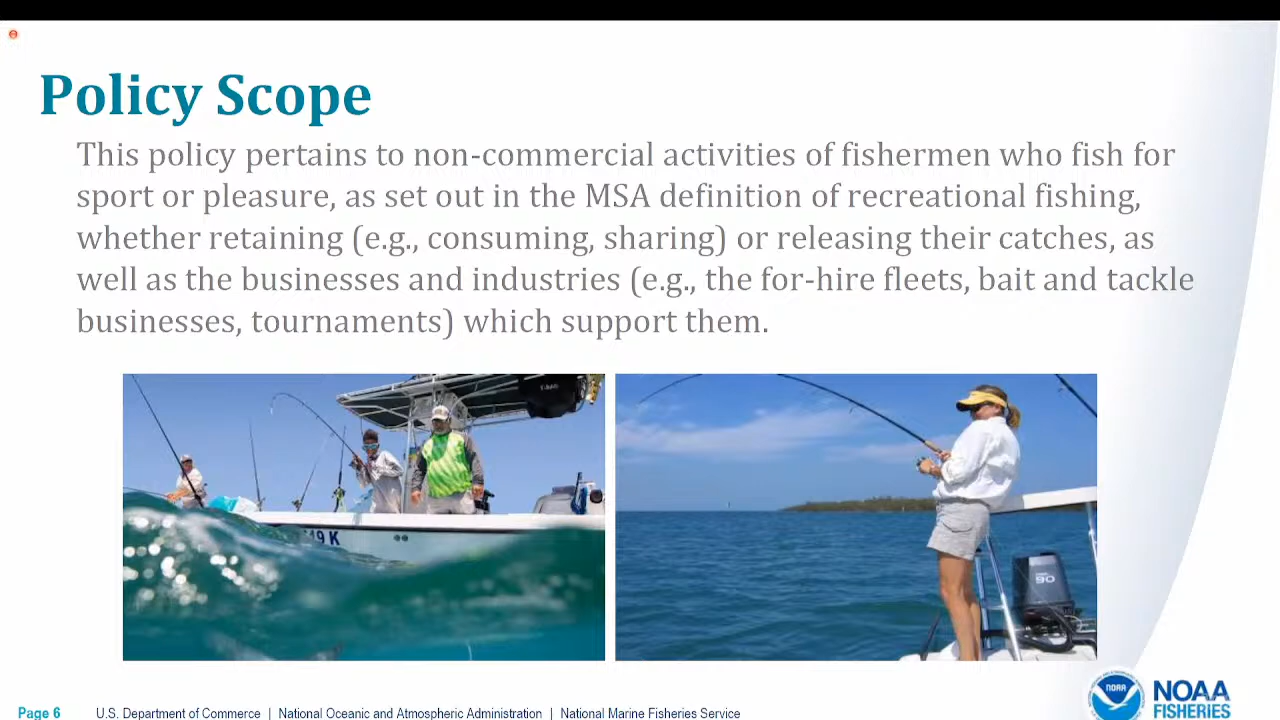 Policy Scope
This policy pertains to non-commercial activities of fishermen who fish for
sport or pleasure, as set out in the MSA definition of recreational fishing,
whether retaining (e.g., consuming, sharing) or releasing their catches, as
well as the businesses and industries (e.g., the for-hire fleets, bait and tackle
businesses, tournaments) which support them.
19 K
90
NOAA
NOAA
FISHERIES
Page 6
U.S. Department of Commerce | National Oceanic and Atmospheric Administration | National Marine Fisheries Service